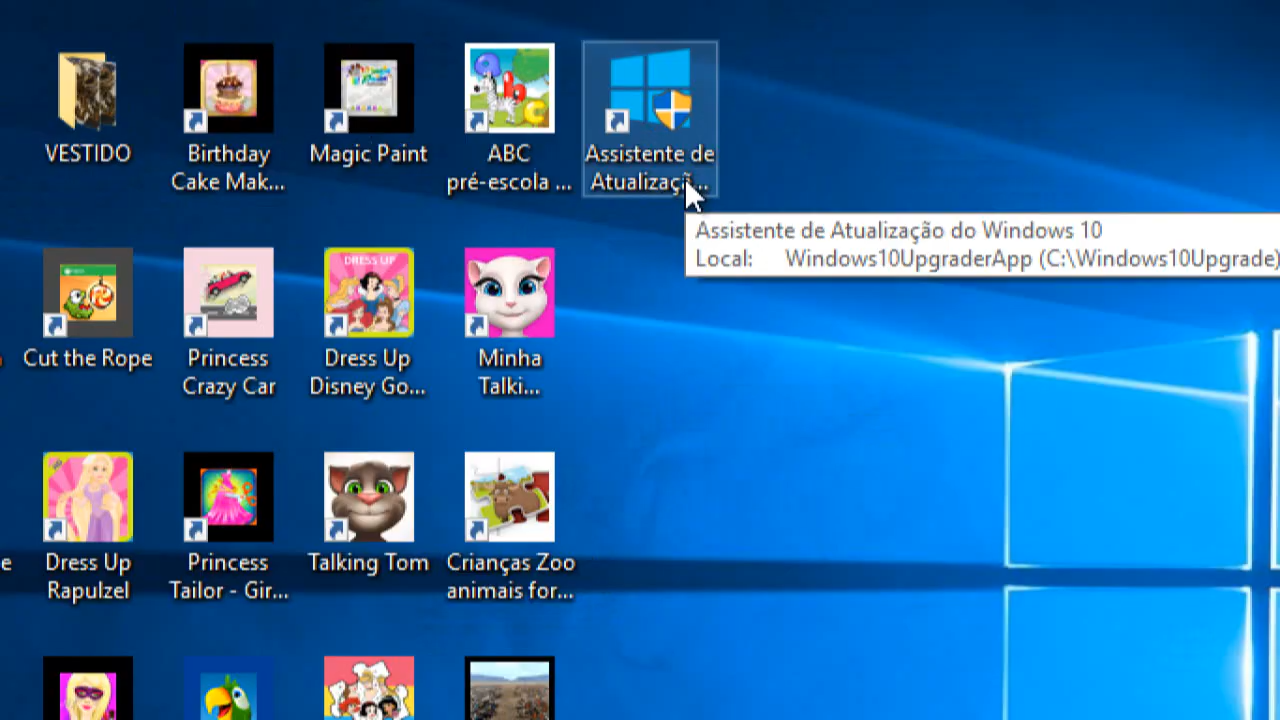 VESTIDO
Birthday
Cake Mak...
Magic Paint
ABC
pré-escola ...
Assistente de
Atualizaçã...
Assistente de Atualização do Windows 10
Local: Windows10UpgraderApp (C:\Windows10Upgrade)
Cut the Rope
Princess
Crazy Car
DRESS UP
Dress Up
Disney Go...
Minha
Talki...
Dress Up
Rapulzel
Princess
Tailor - Gir...
Talking Tom
Crianças Zoo
animais for...